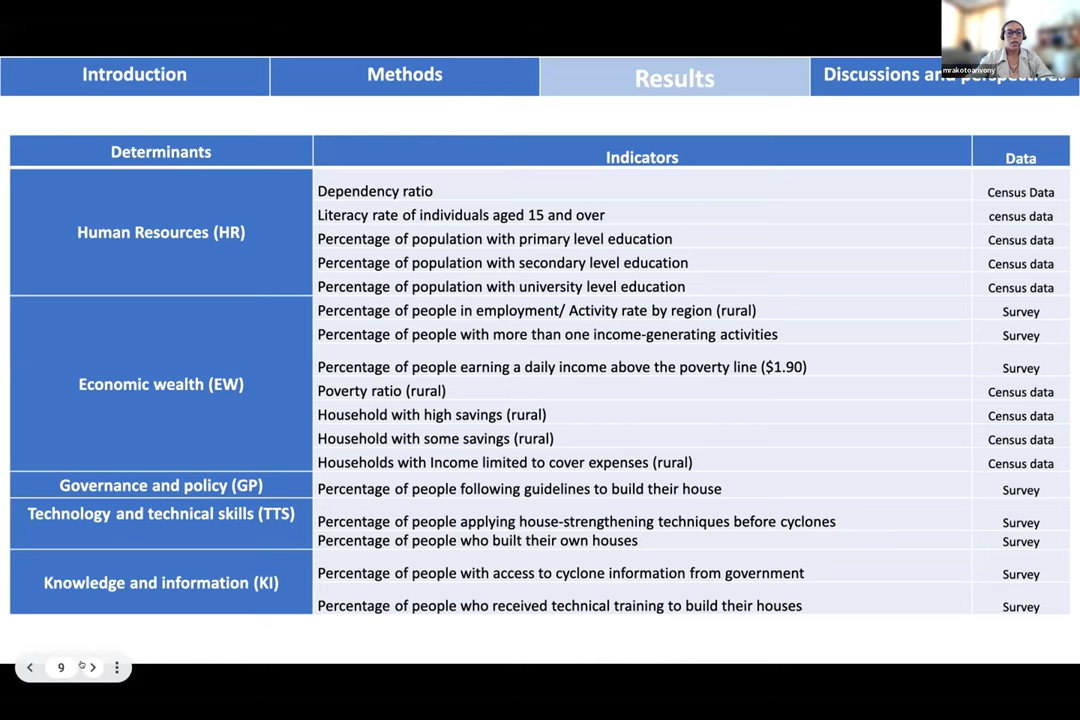 Introduction
Methods
Results
Discussions and perspectives
mrakotoarivony
Determinants
Indicators
Data
Human Resources (HR)
Dependency ratio
Census Data
Literacy rate of individuals aged 15 and over
census data
Percentage of population with primary level education
Census data
Percentage of population with secondary level education
Census data
Percentage of population with university level education
Census data
Economic wealth (EW)
Percentage of people in employment/ Activity rate by region (rural)
Survey
Percentage of people with more than one income-generating activities
Survey
Percentage of people earning a daily income above the poverty line ($1.90)
Survey
Poverty ratio (rural)
Census data
Household with high savings (rural)
Census data
Household with some savings (rural)
Census data
Households with Income limited to cover expenses (rural)
Census data
Governance and policy (GP)
Percentage of people following guidelines to build their house
Survey
Technology and technical skills (TTS)
Percentage of people applying house-strengthening techniques before cyclones
Survey
Percentage of people who built their own houses
Survey
Knowledge and information (KI)
Percentage of people with access to cyclone information from government
Survey
Percentage of people who received technical training to build their houses
Survey
9